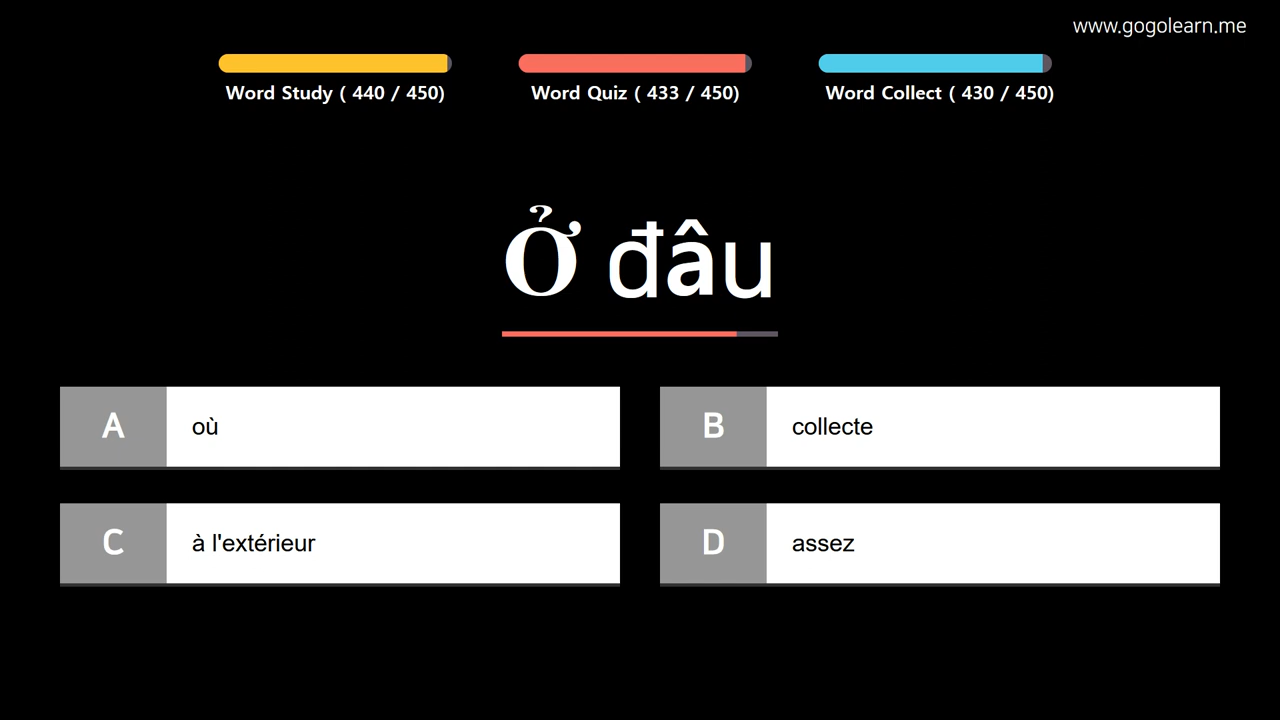 www.gogolearn.me
Word Study ( 440 / 450)
Word Quiz ( 433 / 450)
Word Collect ( 430 / 450)
Ở đâu
A où
B collecte
C à l'extérieur
D assez